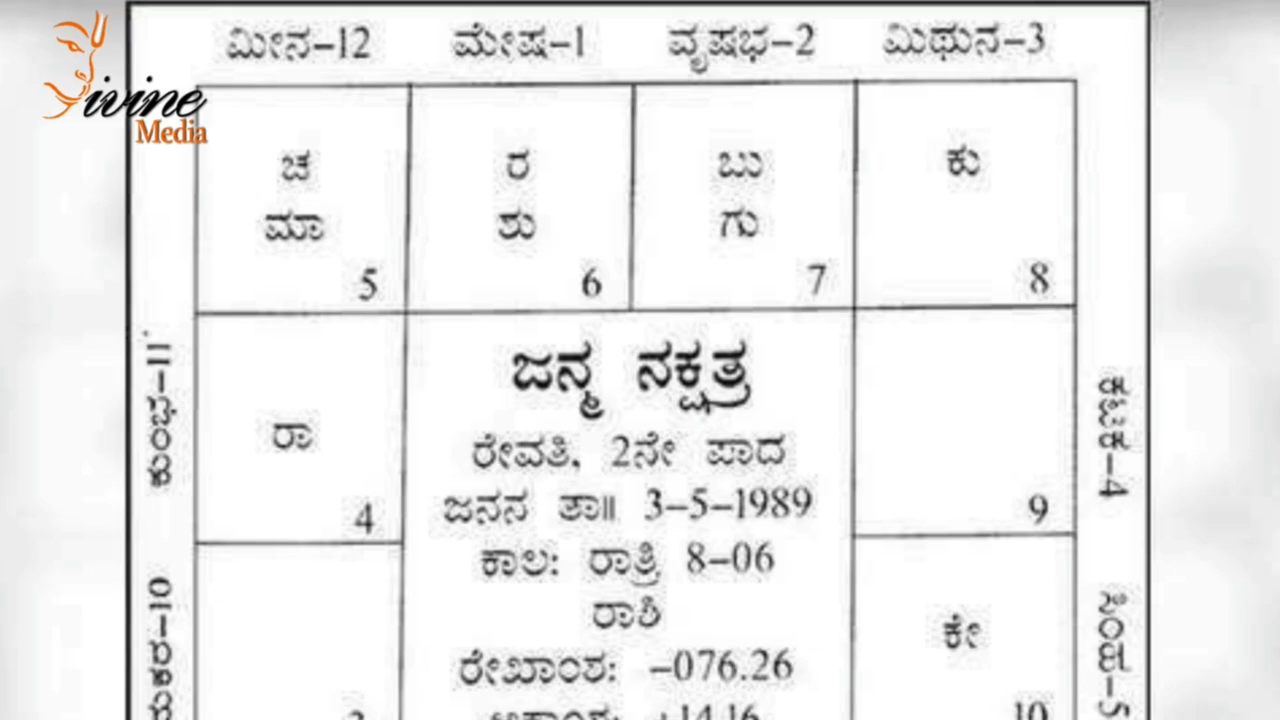 ivine
Media
ಮೀನ-12 ಮೇಷ-1 ವೃಷಭ-2 ಮಿಥುನ-3
ಚ ರ ಬು ಕು
ಮಾ ಶು ಗು
5 6 7 8
ಕುಂಭ-11
ರಾ
4
ಜನ್ಮ ನಕ್ಷತ್ರ
ರೇವತಿ, 2ನೇ ಪಾದ
ಜನನ ತಾ॥ 3-5-1989
ಕಾಲ: ರಾತ್ರಿ 8-06
ರಾಶಿ
ರೇಖಾಂಶ: -076.26
9
ಕಟಕ-4
ಮಕರ-10
ಕೇ
10
ಸಿಂಹ-5